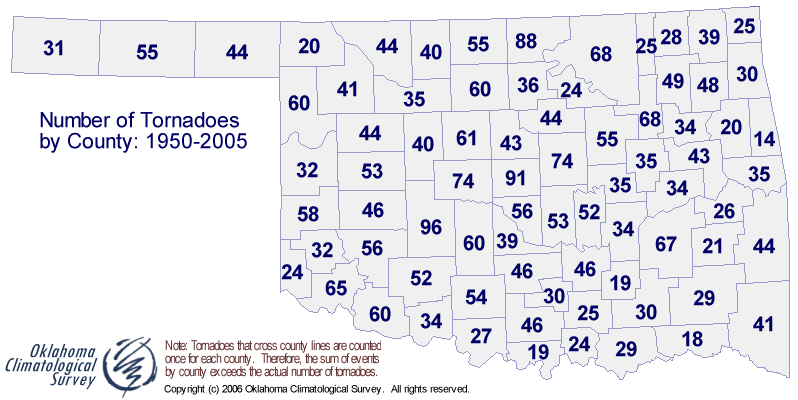 31 55 44 20 44 40 55 88 68 25 28 39 25
60 41 35 60 36 24 49 48 30
Number of Tornadoes
by County: 1950-2005
44 40 61 43 44 55 68 34 20 14
32 53 74 91 74 35 43 35
58 46 96 60 56 53 52 35 34 34 26
24 32 56 39 46 46 67 21 44
65 52 54 30 19 29
60 34 27 46 25 30 41
19 24 29 18
Oklahoma
Climatological
Survey
Note: Tornadoes that cross county lines are counted
once for each county. Therefore, the sum of events
by county exceeds the actual number of tornadoes.
Copyright (c) 2006 Oklahoma Climatological Survey. All rights reserved.